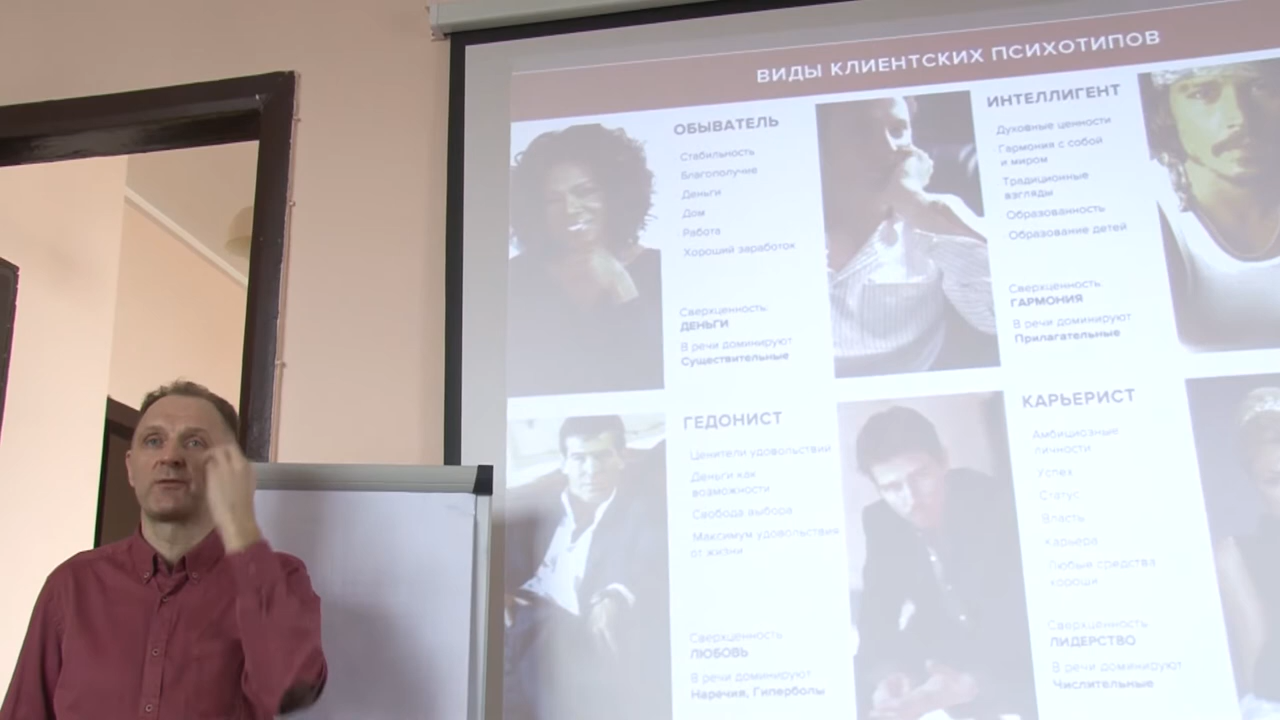 ВИДЫ КЛИЕНТСКИХ ПСИХОТИПОВ
ОБЫВАТЕЛЬ
Стабильность
Благополучие
Деньги
Дом
Работа
Хороший заработок
Сверхценность:
ДЕНЬГИ
В речи доминируют
Существительные
ИНТЕЛЛИГЕНТ
Духовные ценности
Гармония с собой
и миром
Традиционные
взгляды
Образованность
Образование детей
Сверхценность:
ГАРМОНИЯ
В речи доминируют
Прилагательные
ГЕДОНИСТ
Ценители удовольствий
Деньги как
возможности
Свобода выбора
Максимум удовольствия
от жизни
Сверхценность:
ЛЮБОВЬ
В речи доминируют
Наречия, Гиперболы
КАРЬЕРИСТ
Амбициозные
личности
Успех
Статус
Власть
Карьера
Любые средства
хороши
Сверхценность:
ЛИДЕРСТВО
В речи доминируют
Числительные